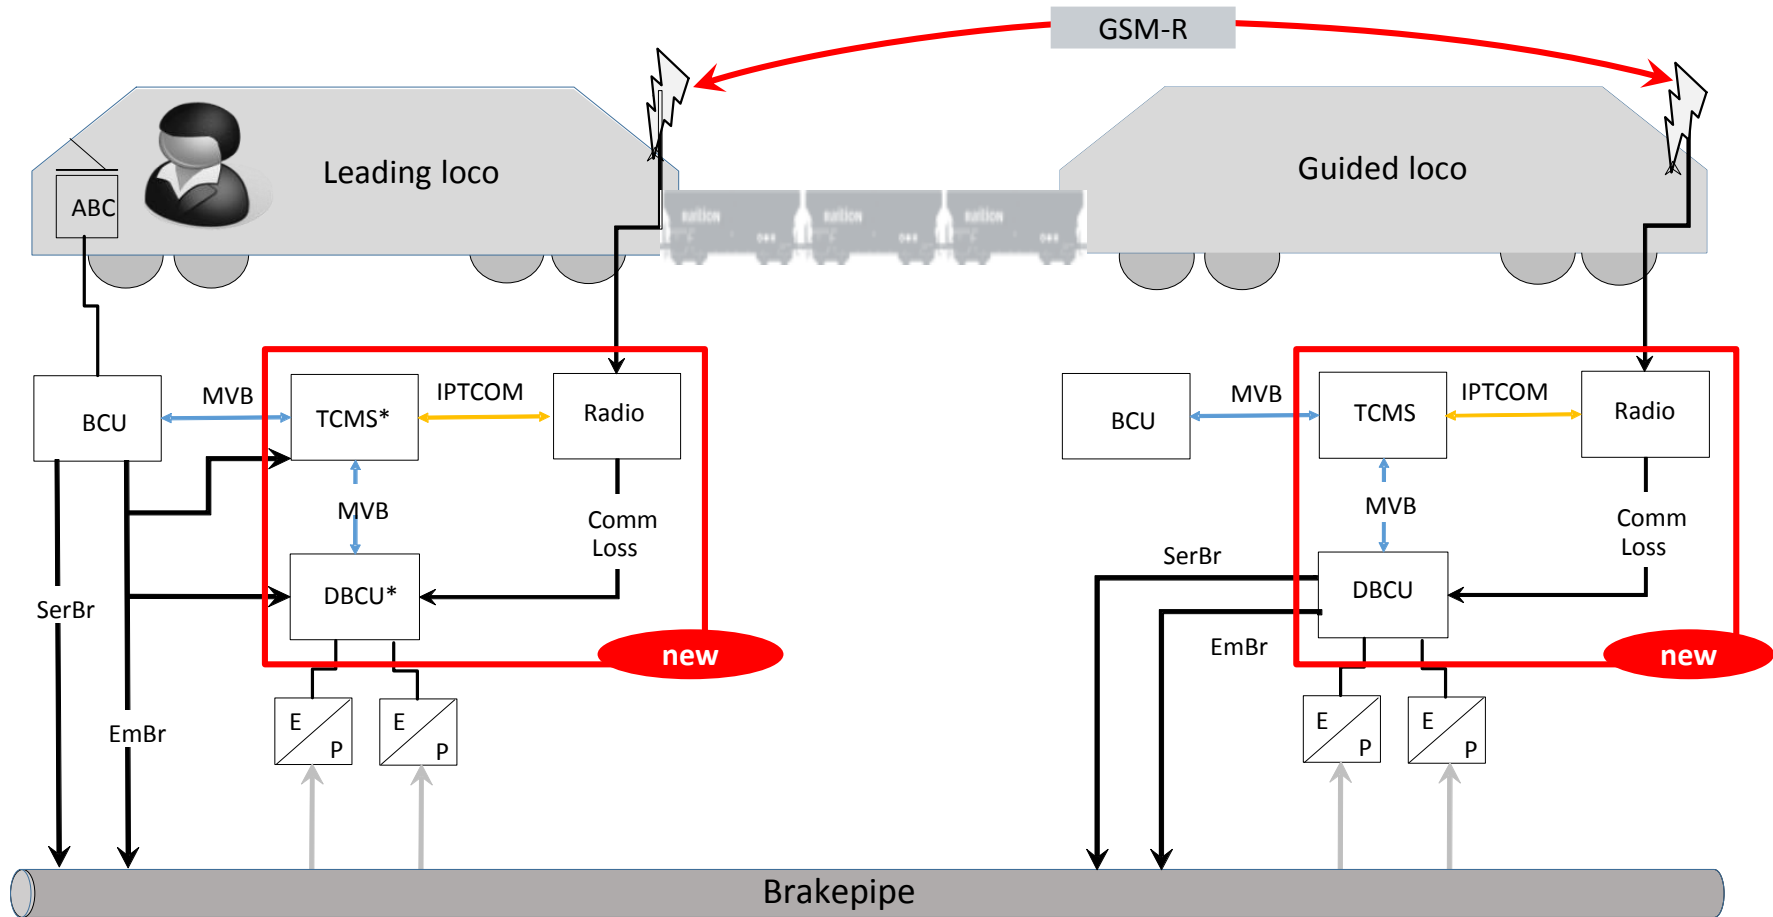 GSM-R
Leading loco
Guided loco
ABC
BCU
MVB
TCMS*
IPTCOM
Radio
MVB
Comm
Loss
DBCU*
SerBr
EmBr
new
E
P
E
P
BCU
MVB
TCMS
IPTCOM
Radio
MVB
Comm
Loss
SerBr
DBCU
EmBr
new
E
P
E
P
Brakepipe